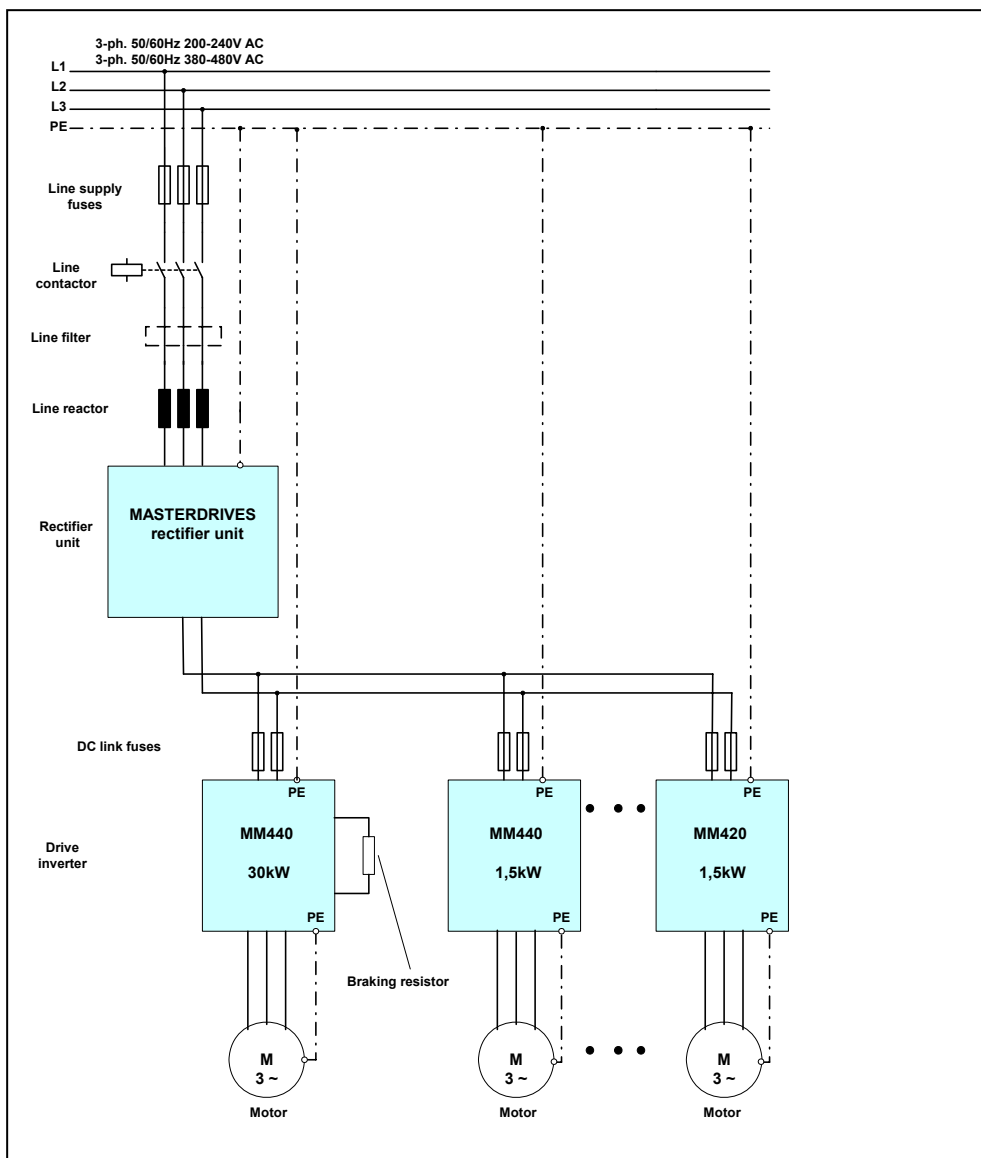 3-ph. 50/60Hz 200-240V AC
3-ph. 50/60Hz 380-480V AC
L1
L2
L3
PE
Line supply
fuses
Line
contactor
Line filter
Line reactor
Rectifier
unit
MASTERDRIVES
rectifier unit
DC link fuses
Drive
inverter
PE
MM440
30kW
PE
PE
MM440
1,5kW
PE
PE
MM420
1,5kW
PE
Braking resistor
M
3 ~
Motor
M
3 ~
Motor
M
3 ~
Motor